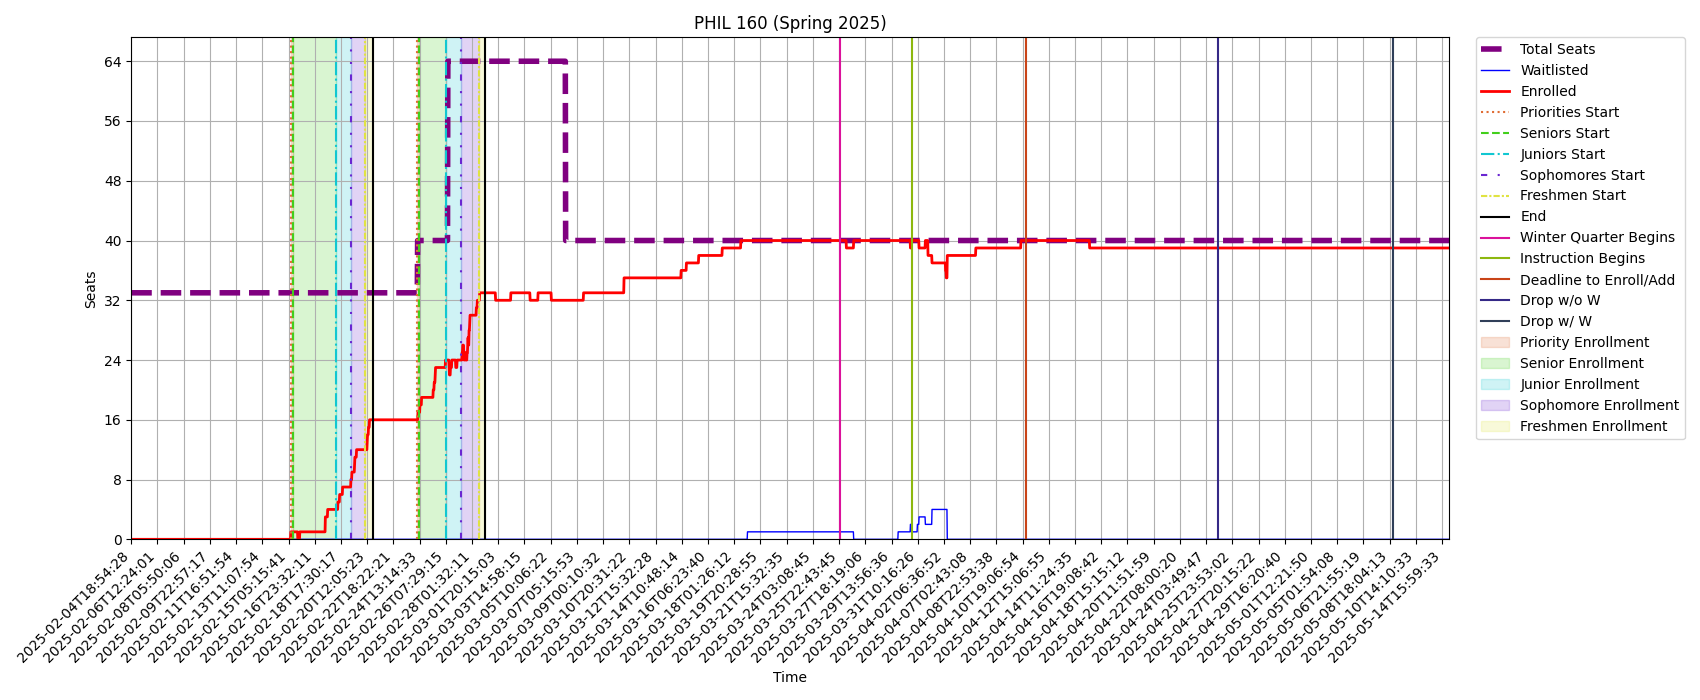 PHIL 160 (Spring 2025)
Seats
64
56
48
40
32
24
16
8
0
2025-02-04T18:54:28
2025-02-06T12:24:01
2025-02-08T05:50:06
2025-02-09T22:57:17
2025-02-11T16:51:54
2025-02-13T11:07:54
2025-02-15T05:15:41
2025-02-16T23:32:11
2025-02-18T17:30:17
2025-02-20T12:05:23
2025-02-22T18:22:21
2025-02-24T13:14:33
2025-02-26T07:29:15
2025-02-28T01:32:11
2025-03-01T20:15:03
2025-03-03T14:58:15
2025-03-05T10:06:22
2025-03-07T05:15:53
2025-03-09T00:10:32
2025-03-10T20:31:22
2025-03-12T15:32:28
2025-03-14T10:48:14
2025-03-16T06:23:40
2025-03-18T01:26:12
2025-03-19T20:28:55
2025-03-21T15:32:35
2025-03-24T03:08:45
2025-03-25T22:43:45
2025-03-27T18:19:06
2025-03-29T13:56:36
2025-03-31T10:16:26
2025-04-02T06:36:52
2025-04-07T02:43:08
2025-04-08T22:53:38
2025-04-10T19:06:54
2025-04-12T15:06:55
2025-04-14T11:24:35
2025-04-16T19:08:42
2025-04-18T15:15:12
2025-04-20T11:51:59
2025-04-22T08:00:20
2025-04-24T03:49:47
2025-04-25T23:53:02
2025-04-27T20:15:22
2025-04-29T16:20:40
2025-05-01T12:21:50
2025-05-05T01:54:08
2025-05-06T21:55:19
2025-05-08T18:04:13
2025-05-10T14:10:33
2025-05-14T15:59:33
Time
Total Seats
Waitlisted
Enrolled
Priorities Start
Seniors Start
Juniors Start
Sophomores Start
Freshmen Start
End
Winter Quarter Begins
Instruction Begins
Deadline to Enroll/Add
Drop w/o W
Drop w/ W
Priority Enrollment
Senior Enrollment
Junior Enrollment
Sophomore Enrollment
Freshmen Enrollment